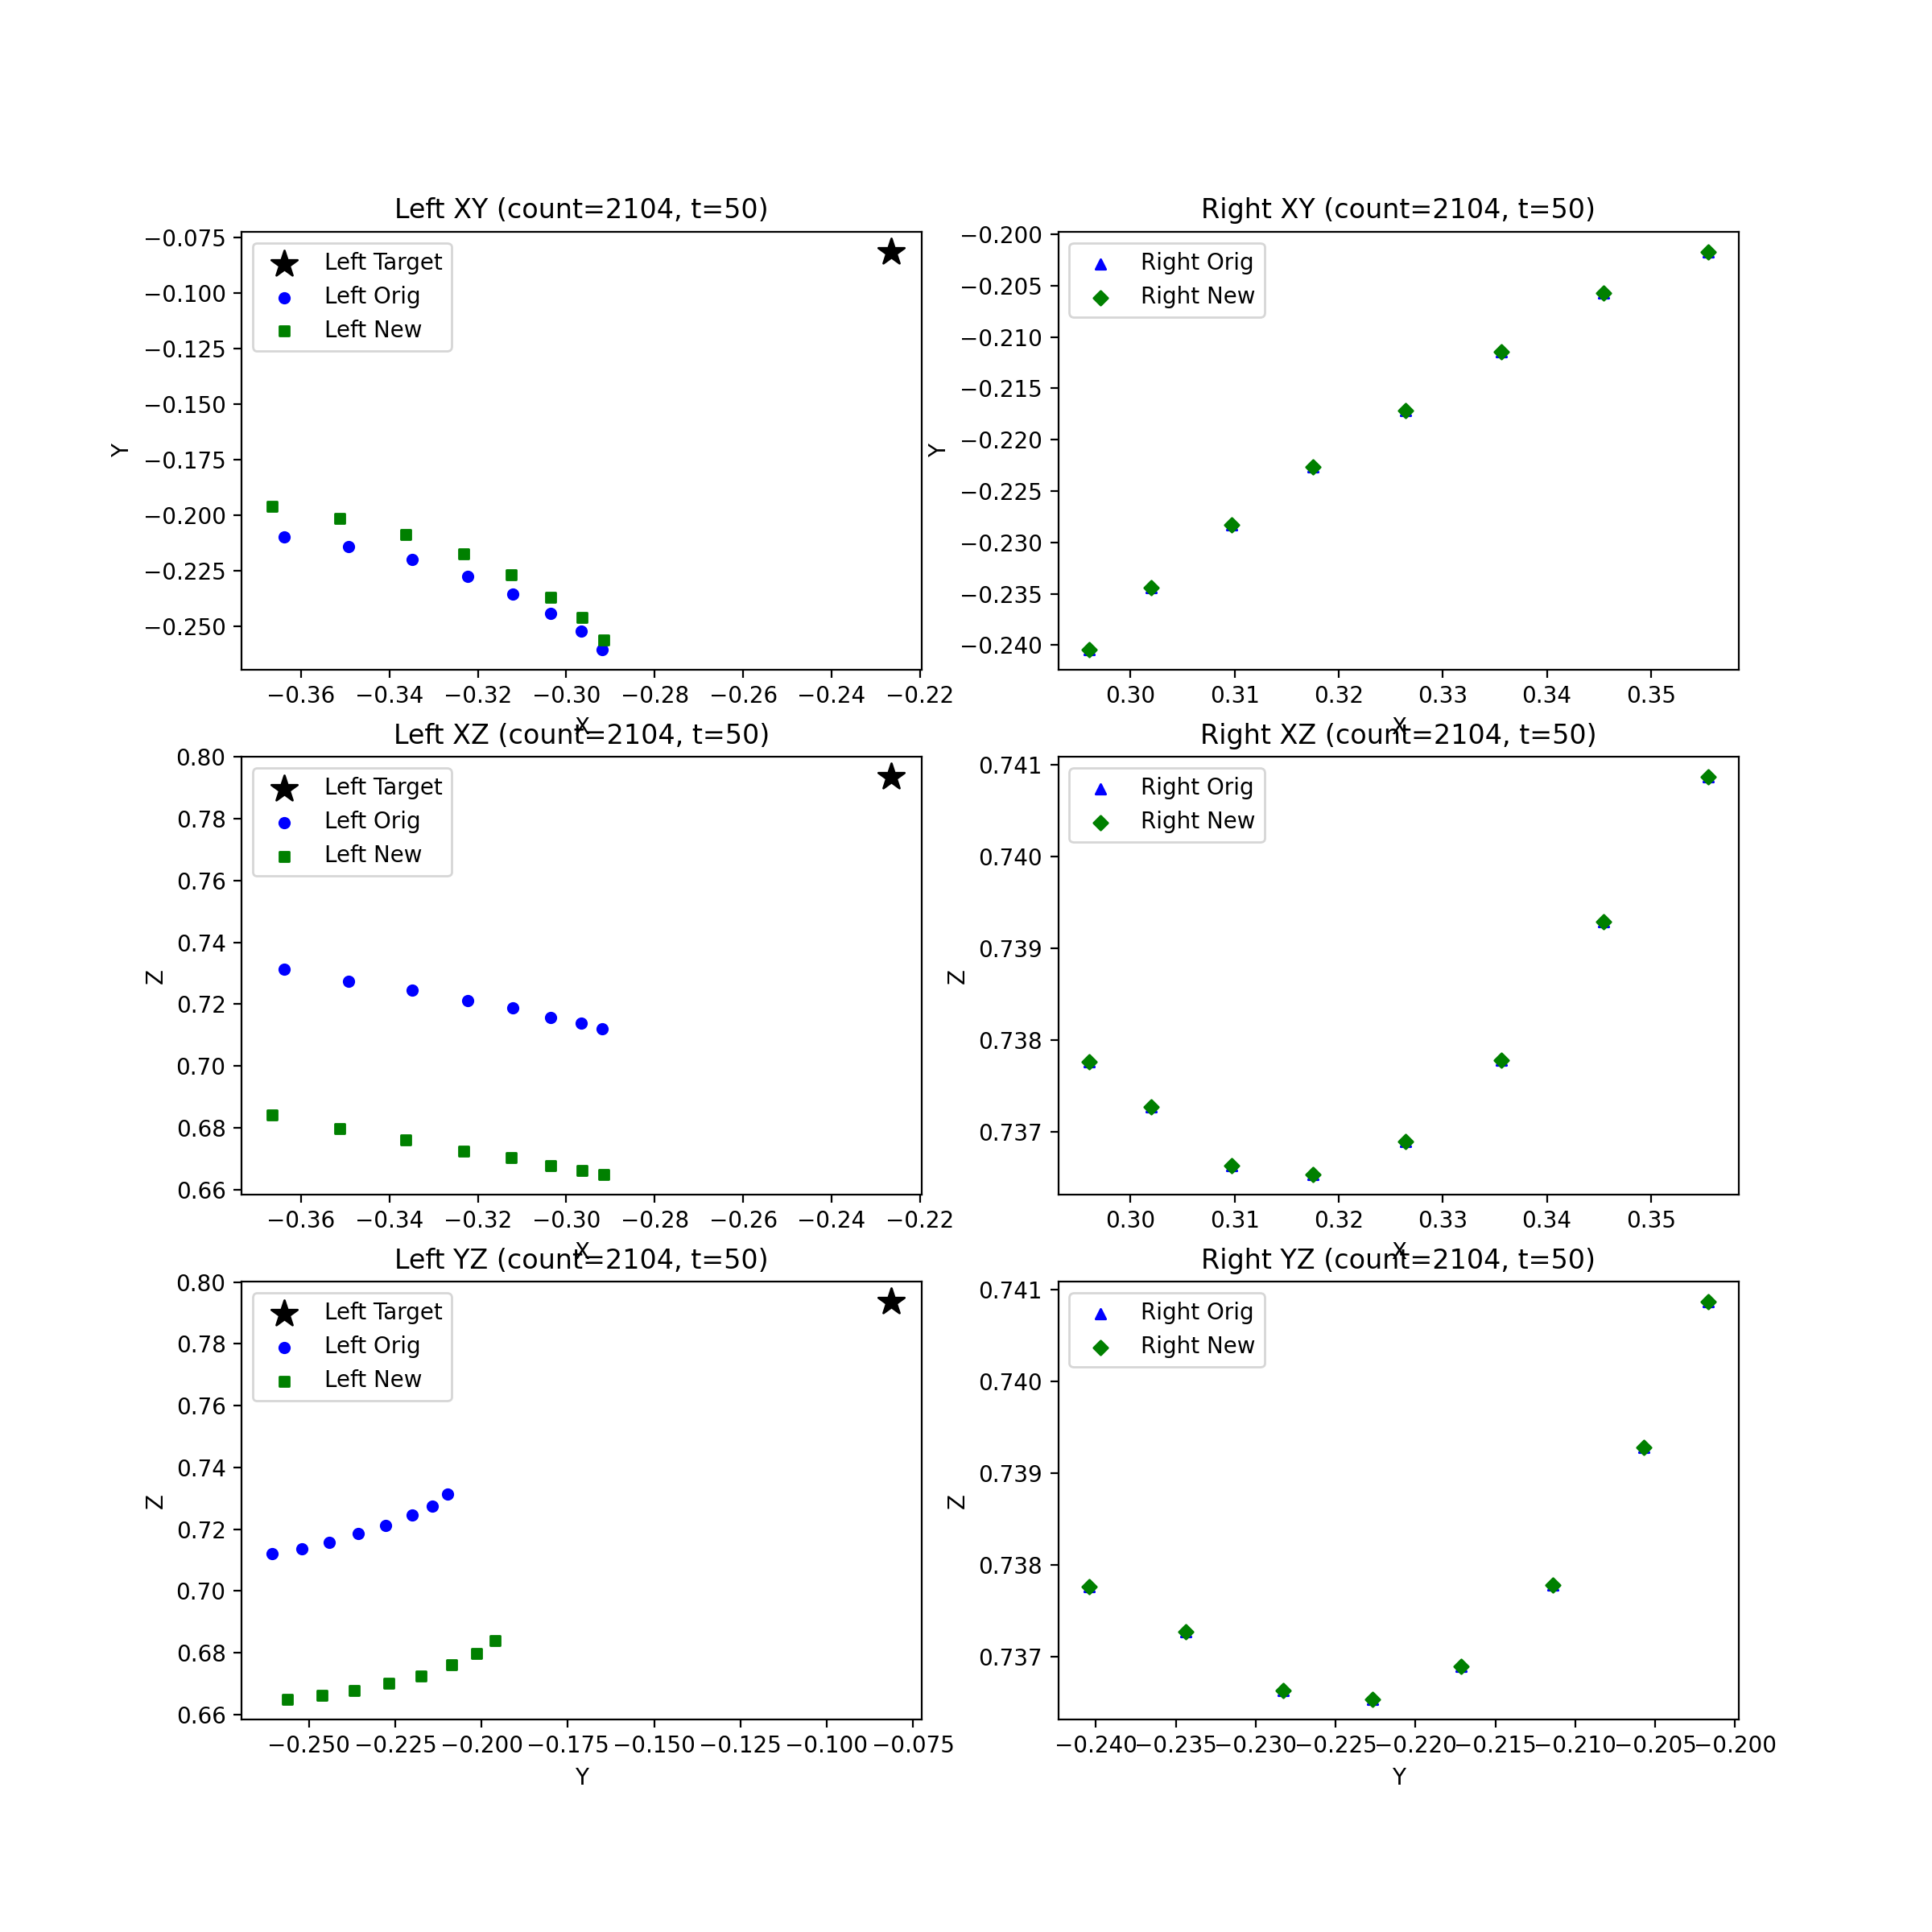 Left XY (count=2104, t=50)
Right XY (count=2104, t=50)
Left Target
Left Orig
Left New
Right Orig
Right New
−0.075
−0.100
−0.125
−0.150
−0.175
−0.200
−0.225
−0.250
Y
−0.36
−0.34
−0.32
−0.30
−0.28
−0.26
−0.24
−0.22
X
−0.200
−0.205
−0.210
−0.215
−0.220
−0.225
−0.230
−0.235
−0.240
Y
0.30
0.31
0.32
0.33
0.34
0.35
X
Left XZ (count=2104, t=50)
Right XZ (count=2104, t=50)
Left Target
Left Orig
Left New
Right Orig
Right New
0.80
0.78
0.76
0.74
0.72
0.70
0.68
0.66
Z
−0.36
−0.34
−0.32
−0.30
−0.28
−0.26
−0.24
−0.22
X
0.741
0.740
0.739
0.738
0.737
Z
0.30
0.31
0.32
0.33
0.34
0.35
X
Left YZ (count=2104, t=50)
Right YZ (count=2104, t=50)
Left Target
Left Orig
Left New
Right Orig
Right New
0.80
0.78
0.76
0.74
0.72
0.70
0.68
0.66
Z
−0.250
−0.225
−0.200
−0.175
−0.150
−0.125
−0.100
−0.075
Y
0.741
0.740
0.739
0.738
0.737
Z
−0.240
−0.235
−0.230
−0.225
−0.220
−0.215
−0.210
−0.205
−0.200
Y